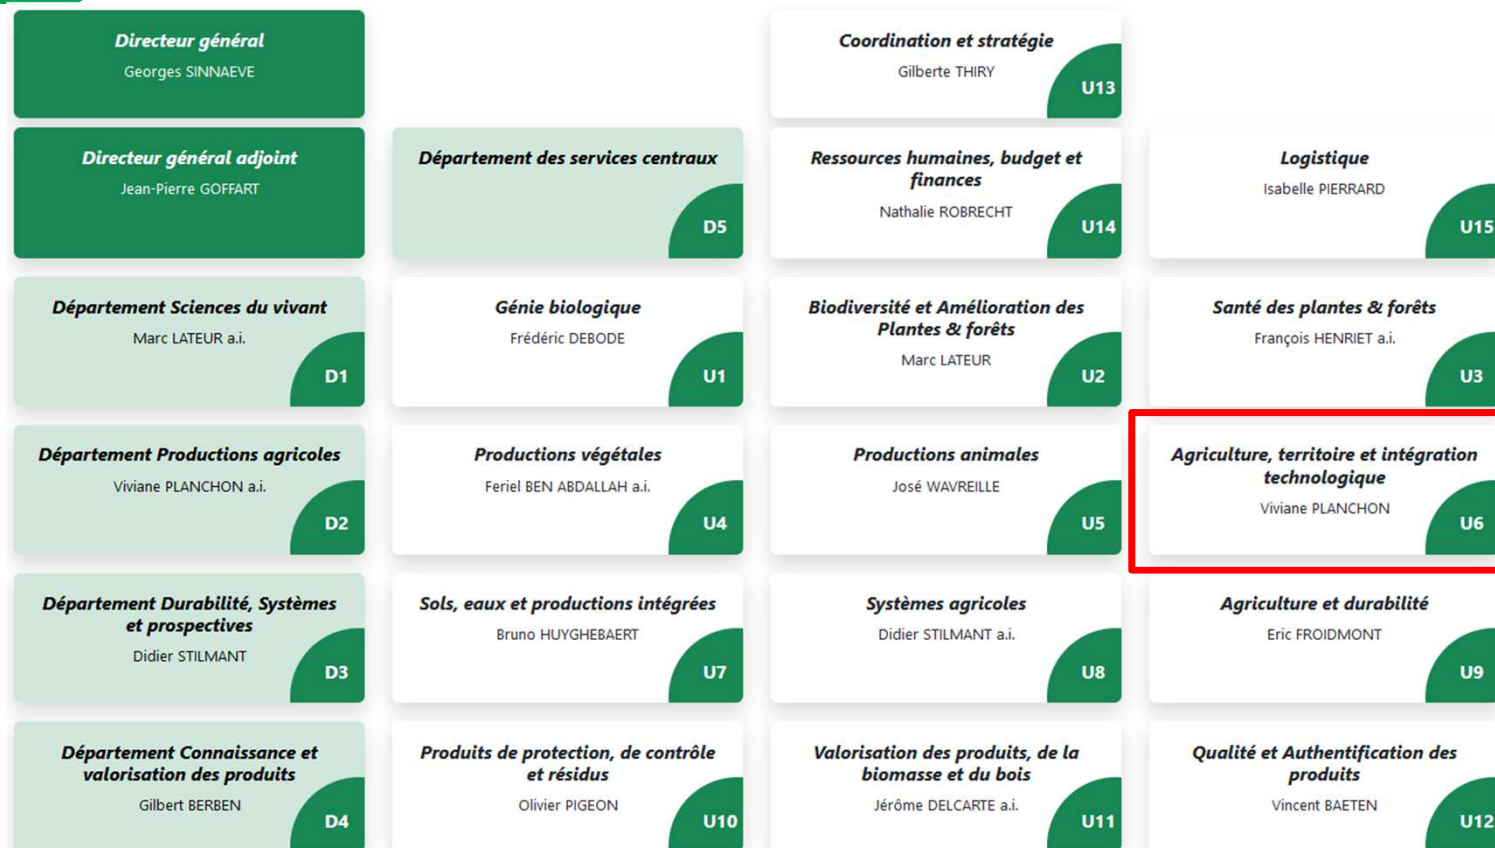 Directeur général
Georges SINNAEVE
Coordination et stratégie
Gilberte THIRY
U13
Directeur général adjoint
Jean-Pierre GOFFART
Département des services centraux
D5
Ressources humaines, budget et
finances
Nathalie ROBRECHT
U14
Logistique
Isabelle PIERRARD
U15
Département Sciences du vivant
Marc LATEUR a.i.
D1
Génie biologique
Frédéric DEBODE
U1
Biodiversité et Amélioration des
Plantes & forêts
Marc LATEUR
U2
Santé des plantes & forêts
François HENRIET a.i.
U3
Département Productions agricoles
Viviane PLANCHON a.i.
D2
Productions végétales
Feriel BEN ABDALLAH a.i.
U4
Productions animales
José WAVREILLE
U5
Agriculture, territoire et intégration
technologique
Viviane PLANCHON
U6
Département Durabilité, Systèmes
et prospectives
Didier STILMANT
D3
Sols, eaux et productions intégrées
Bruno HUYGHEBAERT
U7
Systèmes agricoles
Didier STILMANT a.i.
U8
Agriculture et durabilité
Eric FROIDMONT
U9
Département Connaissance et
valorisation des produits
Gilbert BERBEN
D4
Produits de protection, de contrôle
et résidus
Olivier PIGEON
U10
Valorisation des produits, de la
biomasse et du bois
Jérôme DELCARTE a.i.
U11
Qualité et Authentification des
produits
Vincent BAETEN
U12